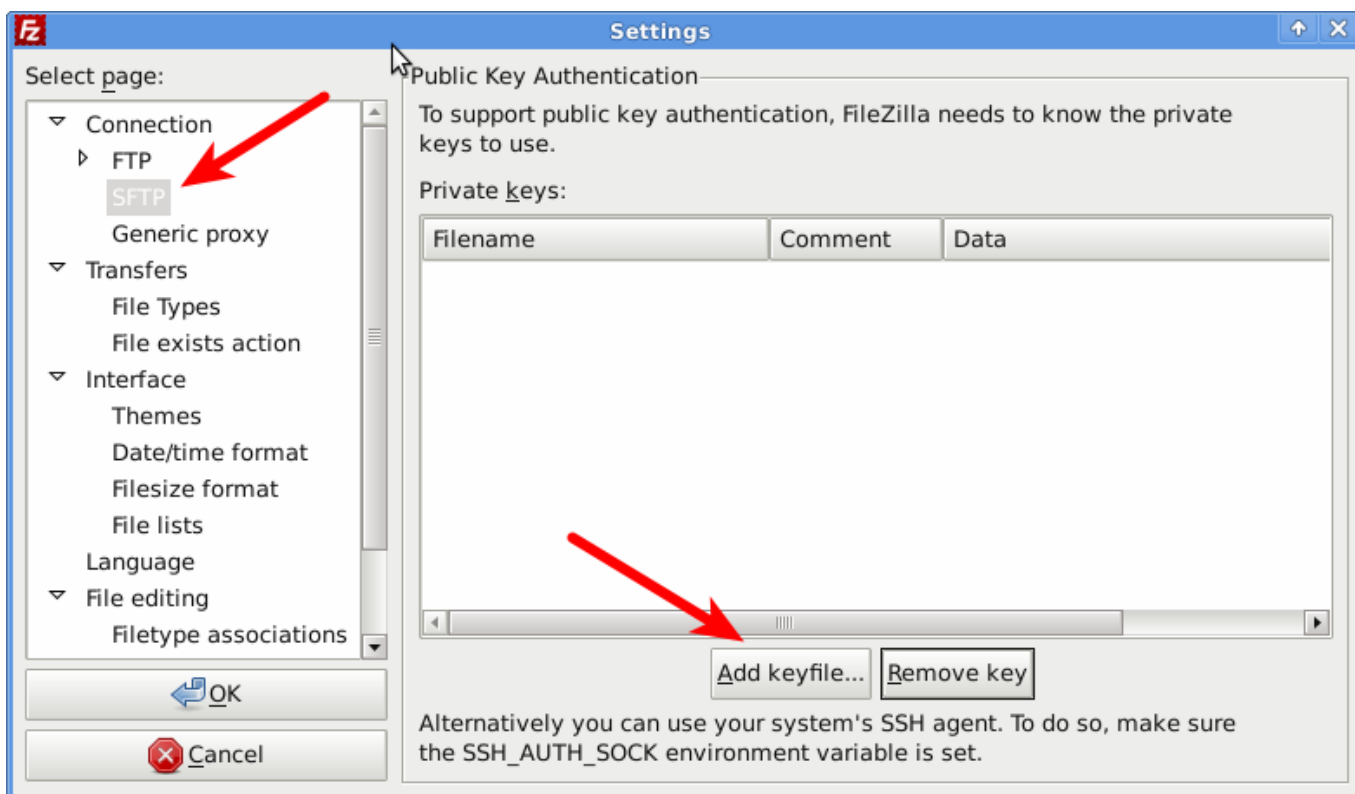 Fz
Settings
Select page:
Connection
FTP
SFTP
Generic proxy
Transfers
File Types
File exists action
Interface
Themes
Date/time format
Filesize format
File lists
Language
File editing
Filetype associations
OK
Cancel
Public Key Authentication
To support public key authentication, FileZilla needs to know the private
keys to use.
Private keys:
Filename Comment Data
Add keyfile... Remove key
Alternatively you can use your system's SSH agent. To do so, make sure
the SSH_AUTH_SOCK environment variable is set.